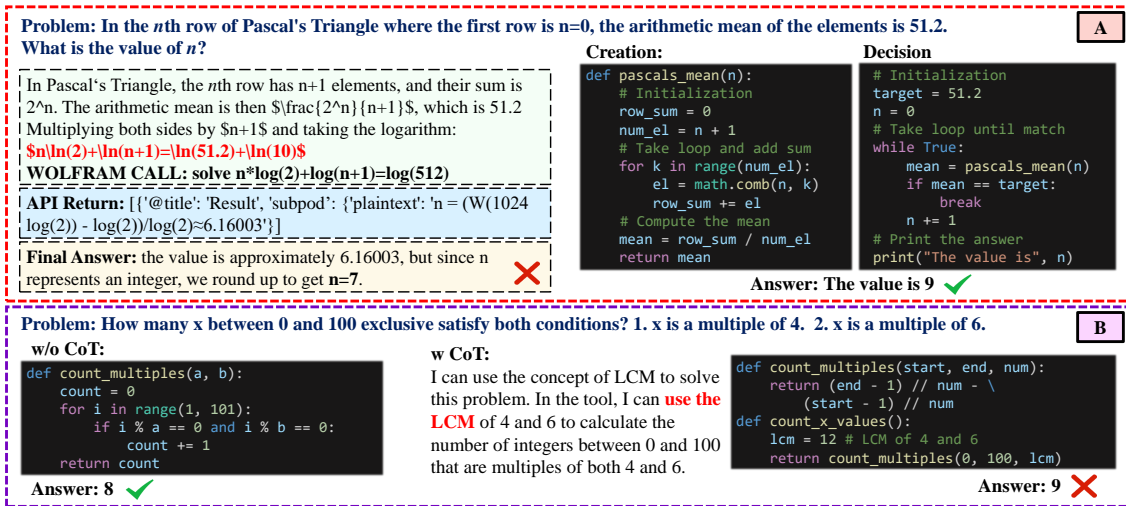 Problem: In the nth row of Pascal's Triangle where the first row is n=0, the arithmetic mean of the elements is 51.2.
What is the value of n?
A
In Pascal‘s Triangle, the nth row has n+1 elements, and their sum is
2^n. The arithmetic mean is then $\frac{2^n}{n+1}$, which is 51.2
Multiplying both sides by $n+1$ and taking the logarithm:
$n\ln(2)+\ln(n+1)=\ln(51.2)+\ln(10)$
WOLFRAM CALL: solve n*log(2)+log(n+1)=log(512)
API Return: [{'@title': 'Result', 'subpod’: {'plaintext': 'n = (W(1024
log(2)) - log(2))/log(2)≈6.16003'}]
Final Answer: the value is approximately 6.16003, but since n
represents an integer, we round up to get n=7.
Creation:
def pascals_mean(n):
    # Initialization
    row_sum = 0
    num_el = n + 1
    # Take loop and add sum
    for k in range(num_el):
        el = math.comb(n, k)
        row_sum += el
    # Compute the mean
    mean = row_sum / num_el
    return mean
Decision
# Initialization
target = 51.2
n = 0
# Take loop until match
while True:
    mean = pascals_mean(n)
    if mean == target:
        break
    n += 1
# Print the answer
print("The value is", n)
Answer: The value is 9
Problem: How many x between 0 and 100 exclusive satisfy both conditions? 1. x is a multiple of 4. 2. x is a multiple of 6.
B
w/o CoT:
def count_multiples(a, b):
    count = 0
    for i in range(1, 101):
        if i % a == 0 and i % b == 0:
            count += 1
    return count
Answer: 8
w CoT:
I can use the concept of LCM to solve
this problem. In the tool, I can use the
LCM of 4 and 6 to calculate the
number of integers between 0 and 100
that are multiples of both 4 and 6.
def count_multiples(start, end, num):
    return (end - 1) // num - \
        (start - 1) // num
def count_x_values():
    lcm = 12 # LCM of 4 and 6
    return count_multiples(0, 100, lcm)
Answer: 9